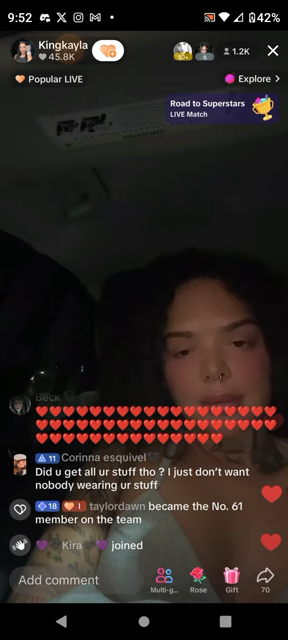 9:52
42%
Kingkayla
45.8K
1.2K
Popular LIVE
Explore >
Road to Superstars
LIVE Match
Beck
11 Corinna esquivel
Did u get all ur stuff tho ? I just don't want
nobody wearing ur stuff
18 1 taylordawn became the No. 61
member on the team
Kira joined
Add comment
Multi-g...
Rose
Gift
70